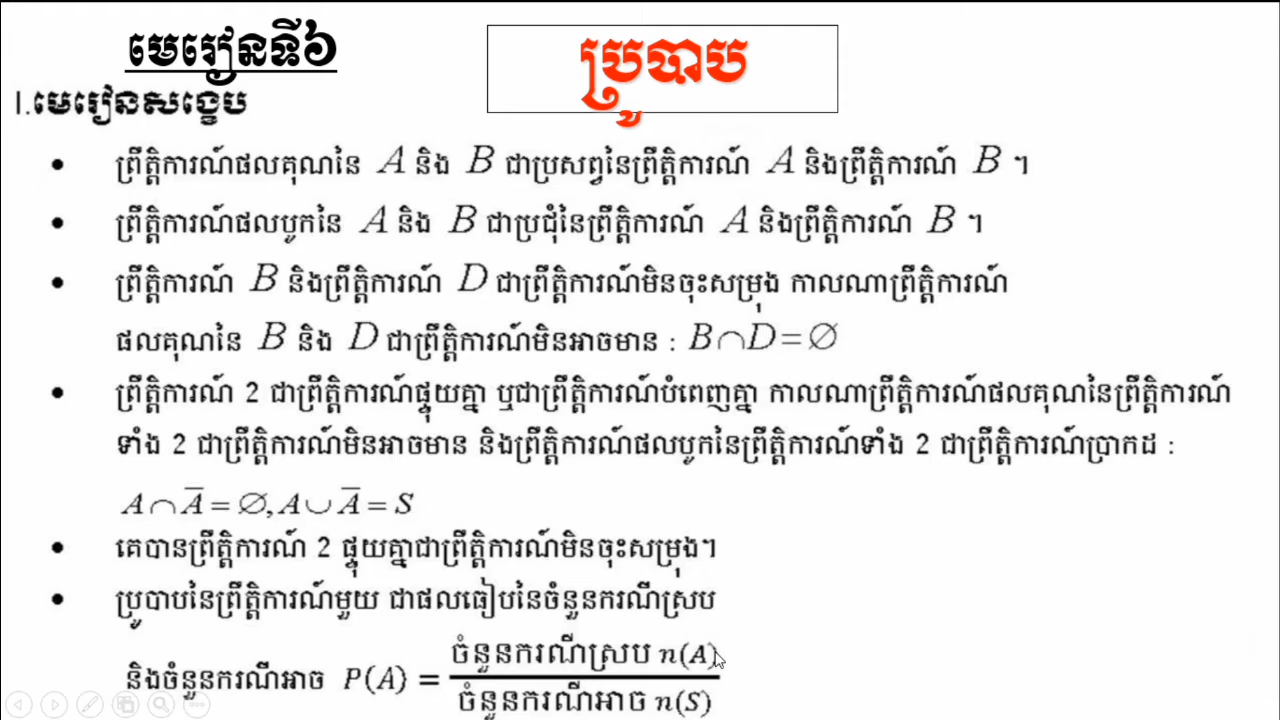 មេរៀនទី៦
ប្រូបាប
I.មេរៀនសង្ខេប
• ព្រឹត្តិការណ៍ផលគុណនៃ A និង B ជាប្រសព្វនៃព្រឹត្តិការណ៍ A និងព្រឹត្តិការណ៍ B ។
• ព្រឹត្តិការណ៍ផលបូកនៃ A និង B ជាប្រជុំនៃព្រឹត្តិការណ៍ A និងព្រឹត្តិការណ៍ B ។
• ព្រឹត្តិការណ៍ B និងព្រឹត្តិការណ៍ D ជាព្រឹត្តិការណ៍មិនចុះសម្រុង កាលណាព្រឹត្តិការណ៍
ផលគុណនៃ B និង D ជាព្រឹត្តិការណ៍មិនអាចមាន : B∩D=∅
• ព្រឹត្តិការណ៍ 2 ជាព្រឹត្តិការណ៍ផ្ទុយគ្នា ឬជាព្រឹត្តិការណ៍បំពេញគ្នា កាលណាព្រឹត្តិការណ៍ផលគុណនៃព្រឹត្តិការណ៍
ទាំង 2 ជាព្រឹត្តិការណ៍មិនអាចមាន និងព្រឹត្តិការណ៍ផលបូកនៃព្រឹត្តិការណ៍ទាំង 2 ជាព្រឹត្តិការណ៍ប្រាកដ :
A∩A̅=∅,A∪A̅=S
• គេបានព្រឹត្តិការណ៍ 2 ផ្ទុយគ្នាជាព្រឹត្តិការណ៍មិនចុះសម្រុង។
• ប្រូបាបនៃព្រឹត្តិការណ៍មួយ ជាផលធៀបនៃចំនួនករណីស្រប
និងចំនួនករណីអាច P(A) = ចំនួនករណីស្រប n(A)
ចំនួនករណីអាច n(S)